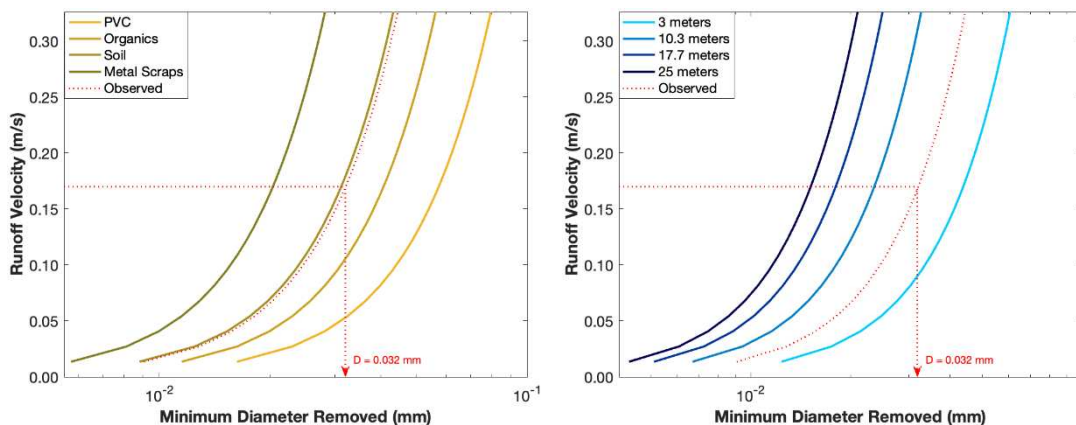 PVC
Organics
Soil
Metal Scraps
Observed
Runoff Velocity (m/s)
0.30
0.25
0.20
0.15
0.10
0.05
0.00
D = 0.032 mm
10-2
10-1
Minimum Diameter Removed (mm)
3 meters
10.3 meters
17.7 meters
25 meters
Observed
Runoff Velocity (m/s)
0.30
0.25
0.20
0.15
0.10
0.05
0.00
D = 0.032 mm
10-2
Minimum Diameter Removed (mm)